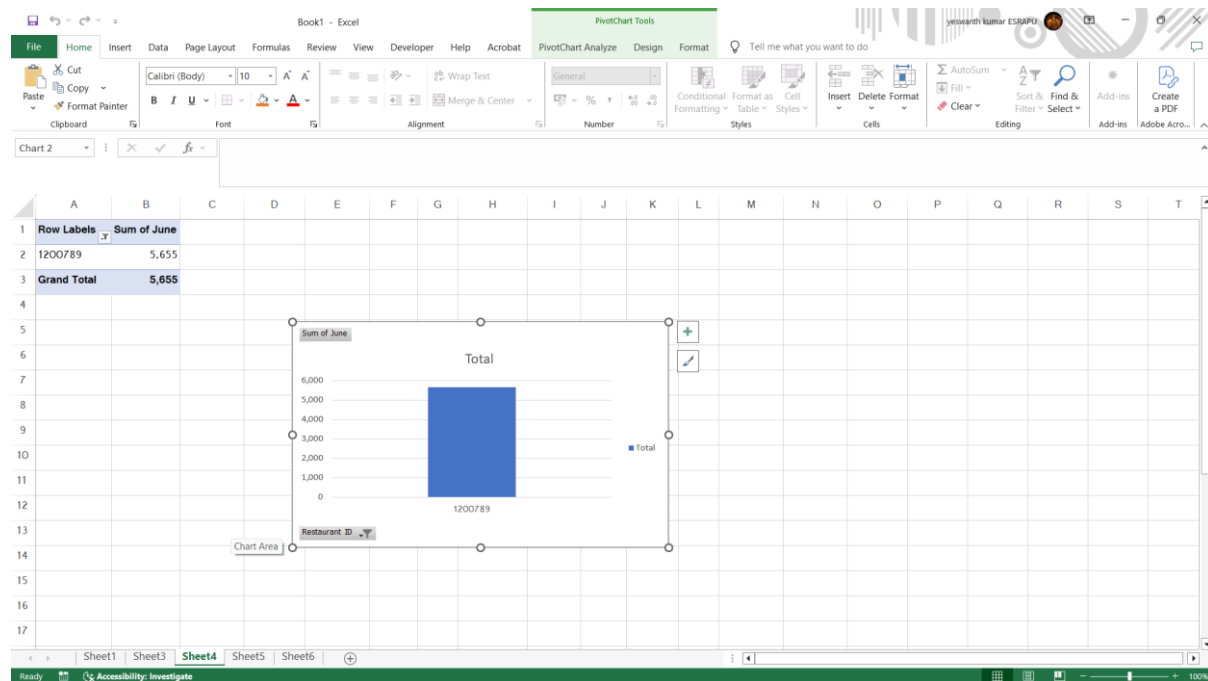 Book1 - Excel
PivotChart Tools
yeswanth kumar ESRAPU
File Home Insert Data Page Layout Formulas Review View Developer Help Acrobat PivotChart Analyze Design Format Tell me what you want to do
Paste
Cut
Copy
Format Painter
Clipboard
Calibri (Body) 10 A A
B I U A
Font
Wrap Text
Merge & Center
Alignment
General
% , .00 .0
Number
Conditional Formatting
Format as Table
Cell Styles
Styles
Insert Delete Format
Cells
AutoSum
Fill
Clear
Sort & Filter
Find & Select
Editing
Add-ins
Add-ins
Create a PDF
Adobe Acro...
Chart 2 fx
A B C D E F G H I J K L M N O P Q R S T
1 Row Labels Sum of June
2 1200789 5,655
3 Grand Total 5,655
4
5
6
7
8
9
10
11
12
13
14
15
16
17
Sum of June
Total
6,000
5,000
4,000
3,000
2,000
1,000
0
1200789
Total
Restaurant ID
Chart Area
Sheet1 Sheet3 Sheet4 Sheet5 Sheet6
Ready Accessibility: Investigate 100%